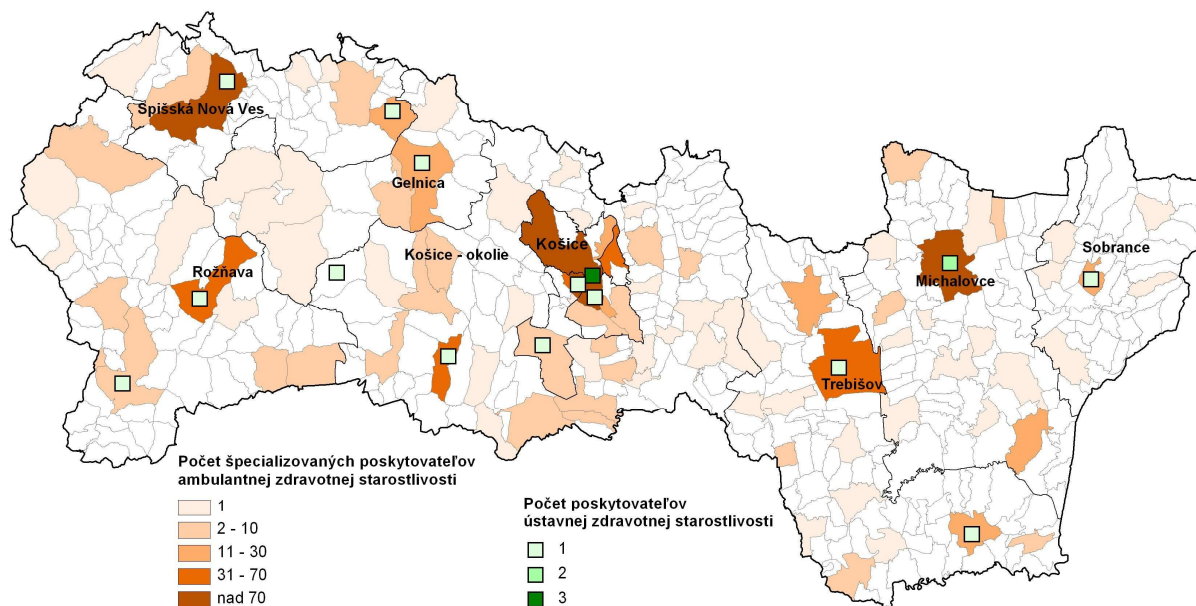 Spišská Nová Ves
Gelnica
Košice
Košice - okolie
Rožňava
Sobrance
Michalovce
Trebišov
Počet špecializovaných poskytovateľov
ambulantnej zdravotnej starostlivosti
1
2 - 10
11 - 30
31 - 70
nad 70
Počet poskytovateľov
ústavnej zdravotnej starostlivosti
1
2
3